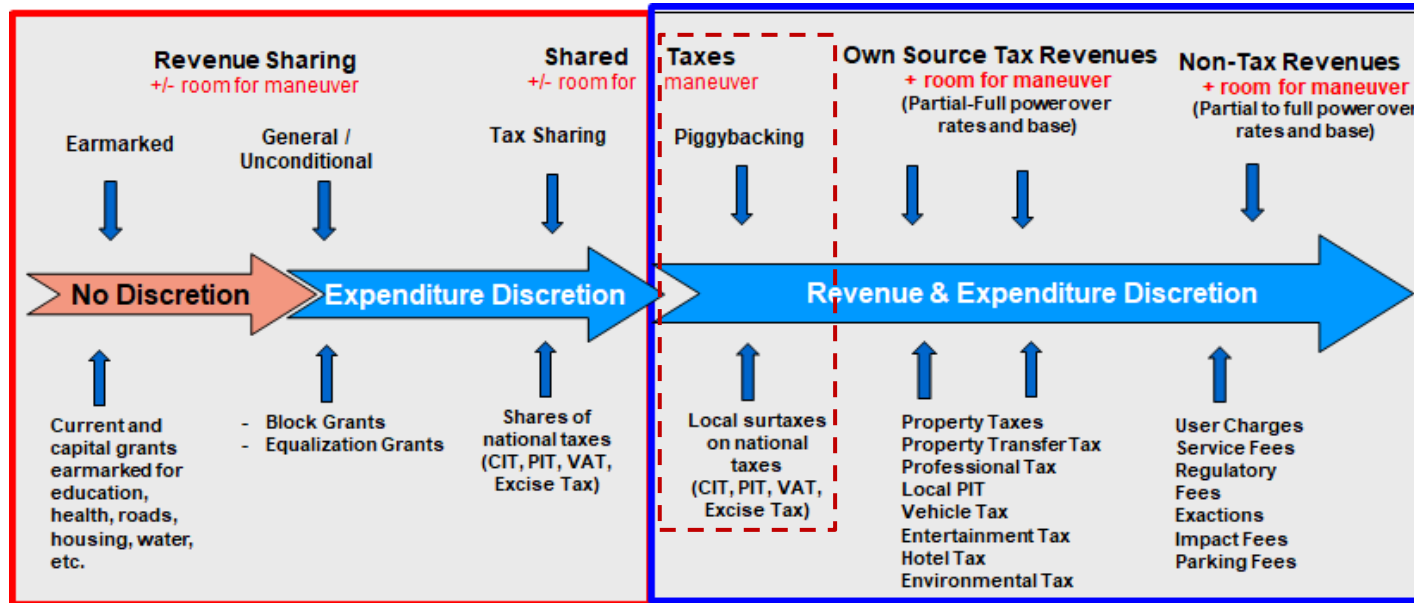 Revenue Sharing
+/- room for maneuver
Shared
+/- room for
Taxes
maneuver
Own Source Tax Revenues
+ room for maneuver
(Partial-Full power over
rates and base)
Non-Tax Revenues
+ room for maneuver
(Partial to full power over
rates and base)
Earmarked
General /
Unconditional
Tax Sharing
Piggybacking
No Discretion
Expenditure Discretion
Revenue & Expenditure Discretion
Current and
capital grants
earmarked for
education,
health, roads,
housing, water,
etc.
- Block Grants
- Equalization Grants
Shares of
national taxes
(CIT, PIT, VAT,
Excise Tax)
Local surtaxes
on national
taxes
(CIT, PIT, VAT,
Excise Tax)
Property Taxes
Property Transfer Tax
Professional Tax
Local PIT
Vehicle Tax
Entertainment Tax
Hotel Tax
Environmental Tax
User Charges
Service Fees
Regulatory
Fees
Exactions
Impact Fees
Parking Fees